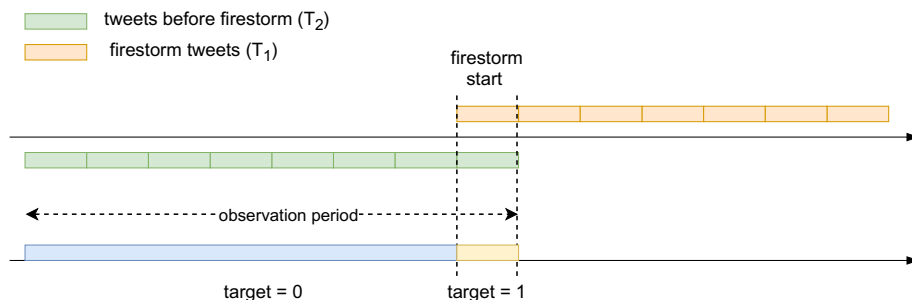 tweets before firestorm (T2)
firestorm tweets (T1)
firestorm
start
observation period
target = 0
target = 1